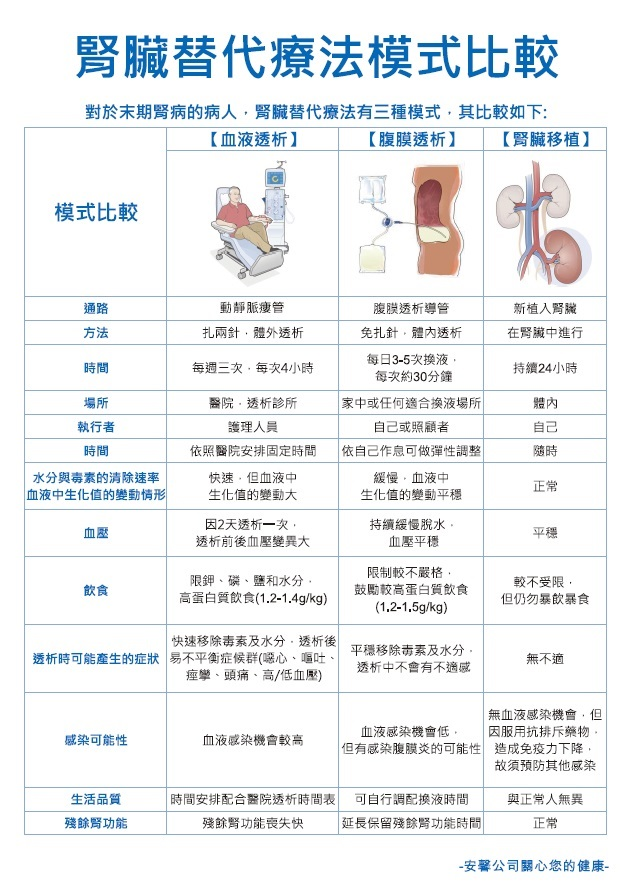 腎臟替代療法模式比較
對於末期腎病的病人，腎臟替代療法有三種模式，其比較如下:
模式比較
【血液透析】
【腹膜透析】
【腎臟移植】
通路
動靜脈瘻管
腹膜透析導管
新植入腎臟
方法
扎兩針，體外透析
免扎針，體內透析
在腎臟中進行
時間
每週三次，每次4小時
每日3-5次換液，
每次約30分鐘
持續24小時
場所
醫院，透析診所
家中或任何適合換液場所
體內
執行者
護理人員
自己或照顧者
自己
時間
依照醫院安排固定時間
依自己作息可做彈性調整
隨時
水分與毒素的清除速率
血液中生化值的變動情形
快速，但血液中
生化值的變動大
緩慢，血液中
生化值的變動平穩
正常
血壓
因2天透析一次，
透析前後血壓變異大
持續緩慢脫水，
血壓平穩
平穩
飲食
限鉀、磷、鹽和水分，
高蛋白質飲食(1.2-1.4g/kg)
限制較不嚴格，
鼓勵較高蛋白質飲食
(1.2-1.5g/kg)
較不受限，
但仍勿暴飲暴食
透析時可能產生的症狀
快速移除毒素及水分，透析後
易不平衡症候群(噁心、嘔吐、
痙攣、頭痛、高/低血壓)
平穩移除毒素及水分，
透析中不會有不適感
無不適
感染可能性
血液感染機會較高
血液感染機會低，
但有感染腹膜炎的可能性
無血液感染機會，但
因服用抗排斥藥物，
造成免疫力下降，
故須預防其他感染
生活品質
時間安排配合醫院透析時間表
可自行調配換液時間
與正常人無異
殘餘腎功能
殘餘腎功能喪失快
延長保留殘餘腎功能時間
正常
-安馨公司關心您的健康-